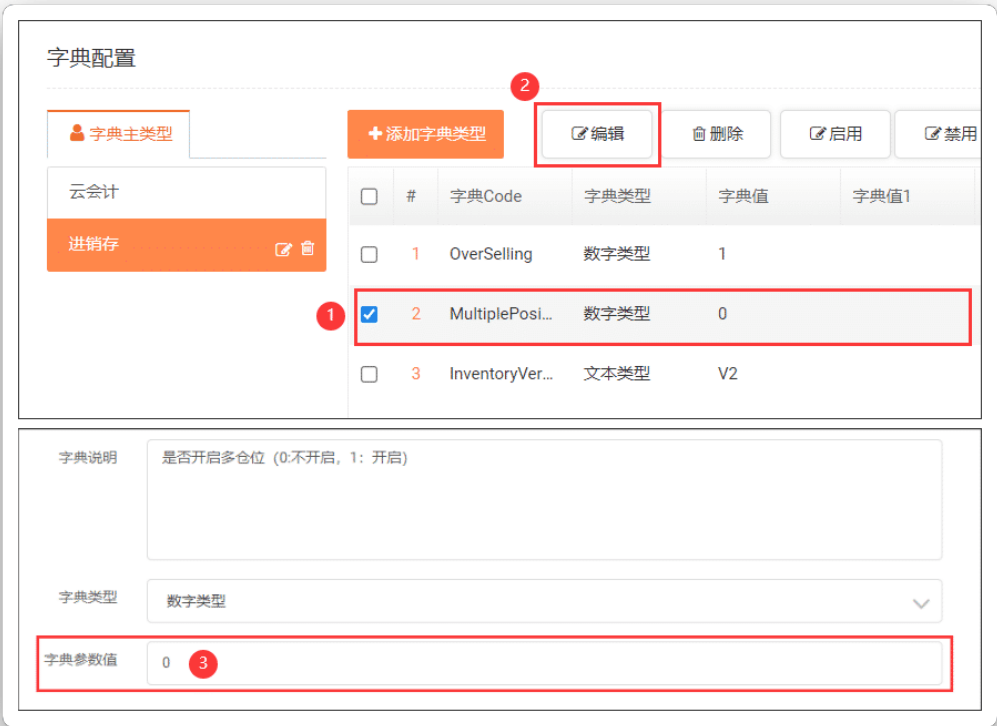 字典配置
2
字典主类型
添加字典类型 编辑 删除 启用 禁用
云会计
进销存
# 字典Code 字典类型 字典值 字典值1
1 OverSelling 数字类型 1
1
2 MultiplePosi... 数字类型 0
3 InventoryVer... 文本类型 V2
字典说明 是否开启多仓位 (0:不开启，1：开启)
字典类型 数字类型
字典参数值 0 3